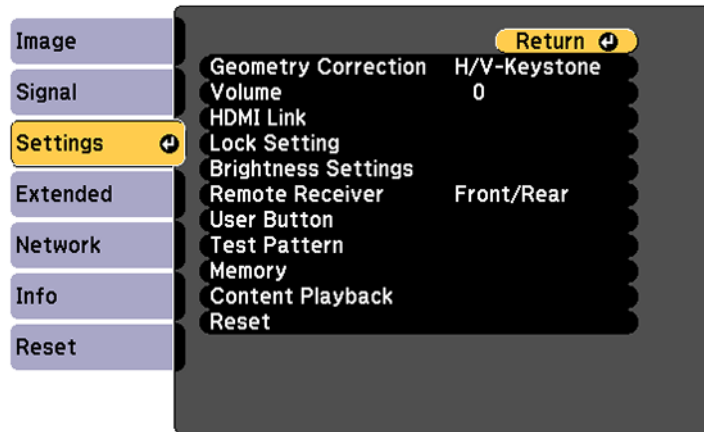 Image
Signal
Settings
Extended
Network
Info
Reset
Return
Geometry Correction H/V-Keystone
Volume 0
HDMI Link
Lock Setting
Brightness Settings
Remote Receiver Front/Rear
User Button
Test Pattern
Memory
Content Playback
Reset